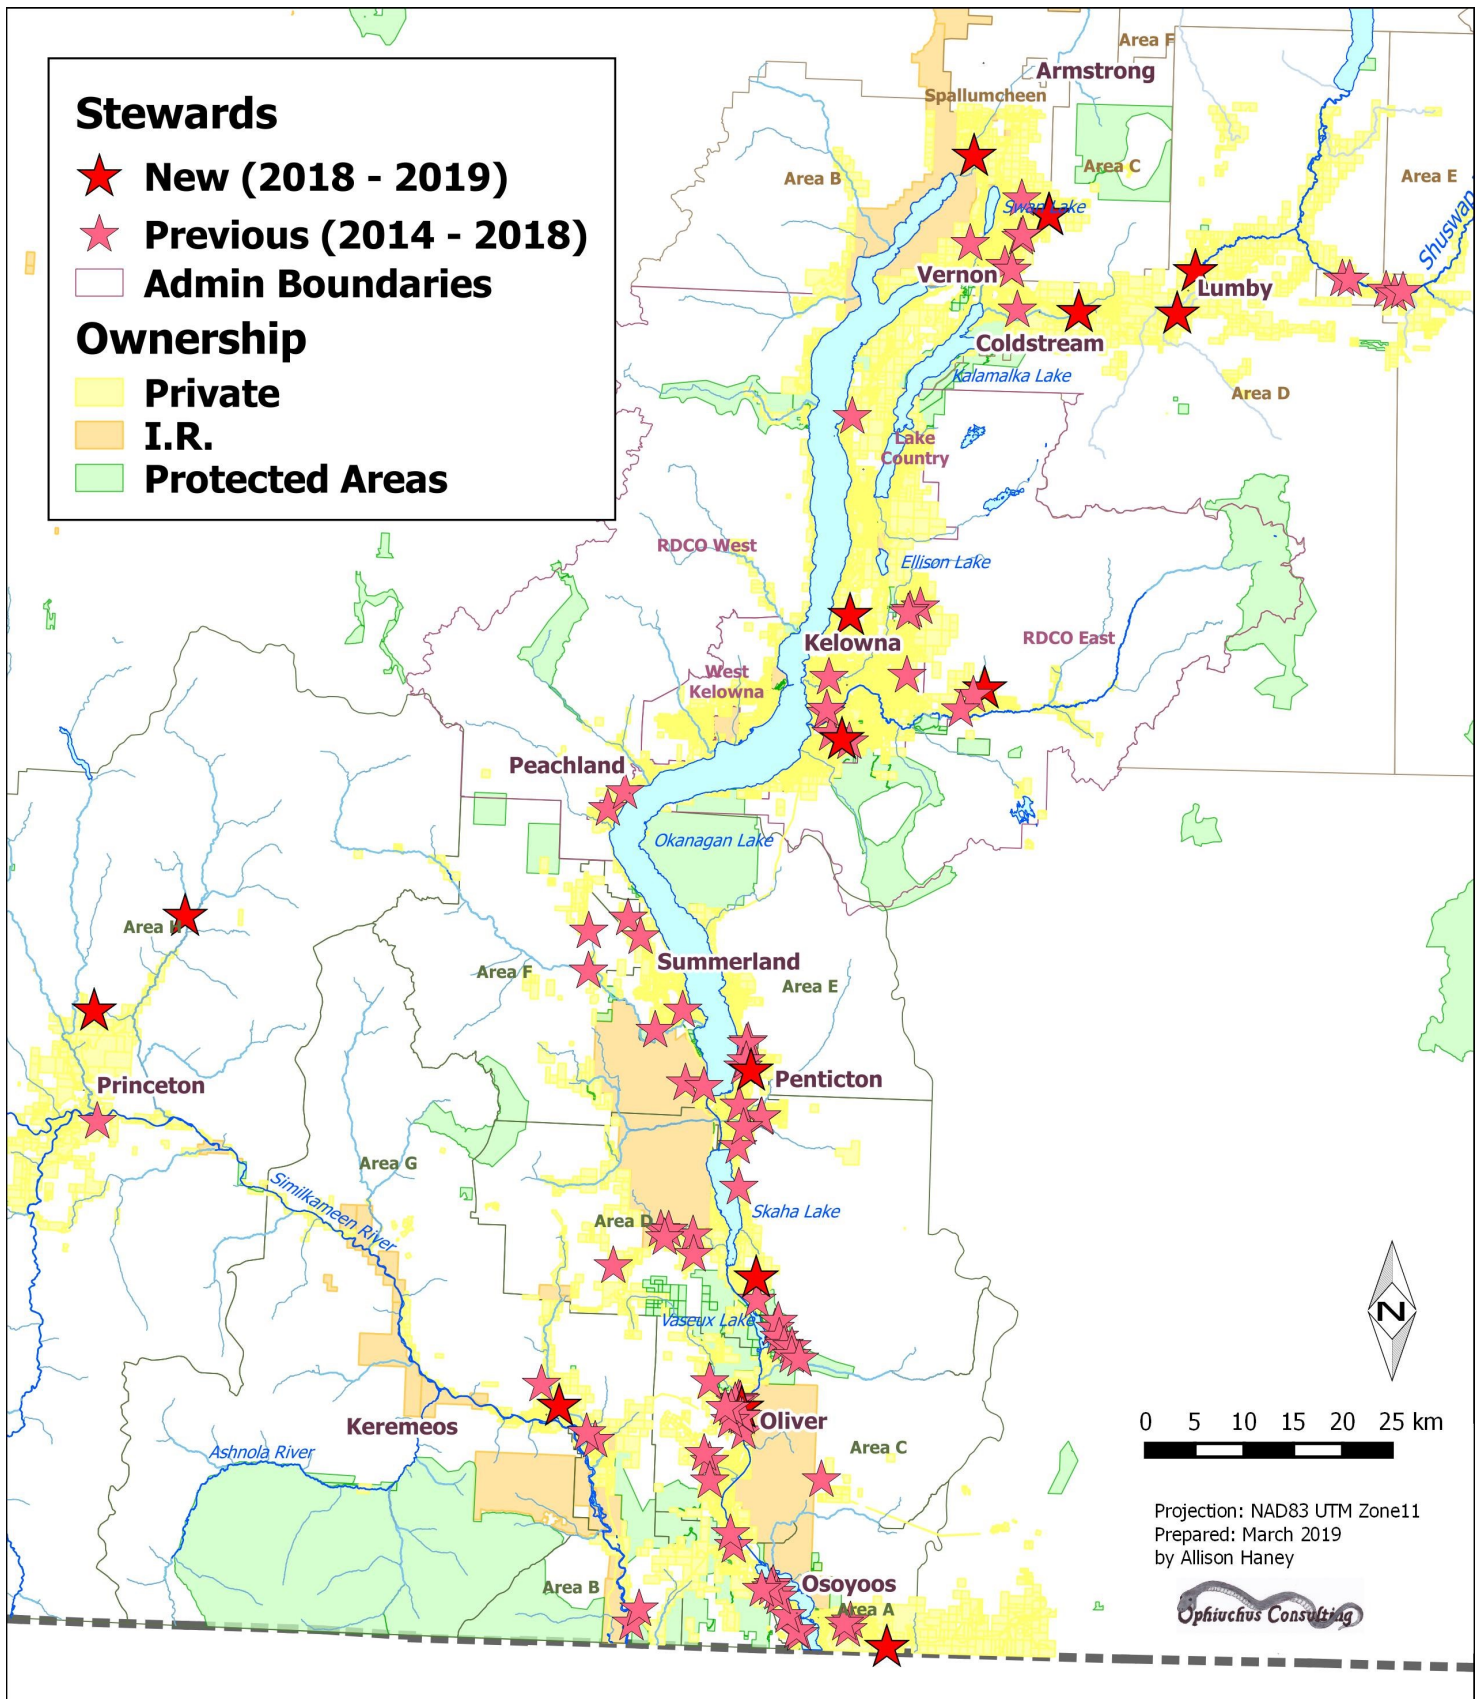 Stewards
New (2018 - 2019)
Previous (2014 - 2018)
Admin Boundaries
Ownership
Private
I.R.
Protected Areas
Area F
Armstrong
Spallumcheen
Area B
Area C
Area E
Swan Lake
Shuswap
Vernon
Lumby
Coldstream
Kalamalka Lake
Area D
Lake
Country
RDCO West
Ellison Lake
Kelowna
RDCO East
West
Kelowna
Peachland
Okanagan Lake
Area H
Area F
Summerland
Area E
Princeton
Penticton
Area G
Similkameen River
Area D
Skaha Lake
Vaseux Lake
N
Keremeos
Oliver
Area C
Ashnola River
0 5 10 15 20 25 km
Projection: NAD83 UTM Zone11
Prepared: March 2019
by Allison Haney
Area B
Osoyoos
Area A
Ophiuchus Consulting